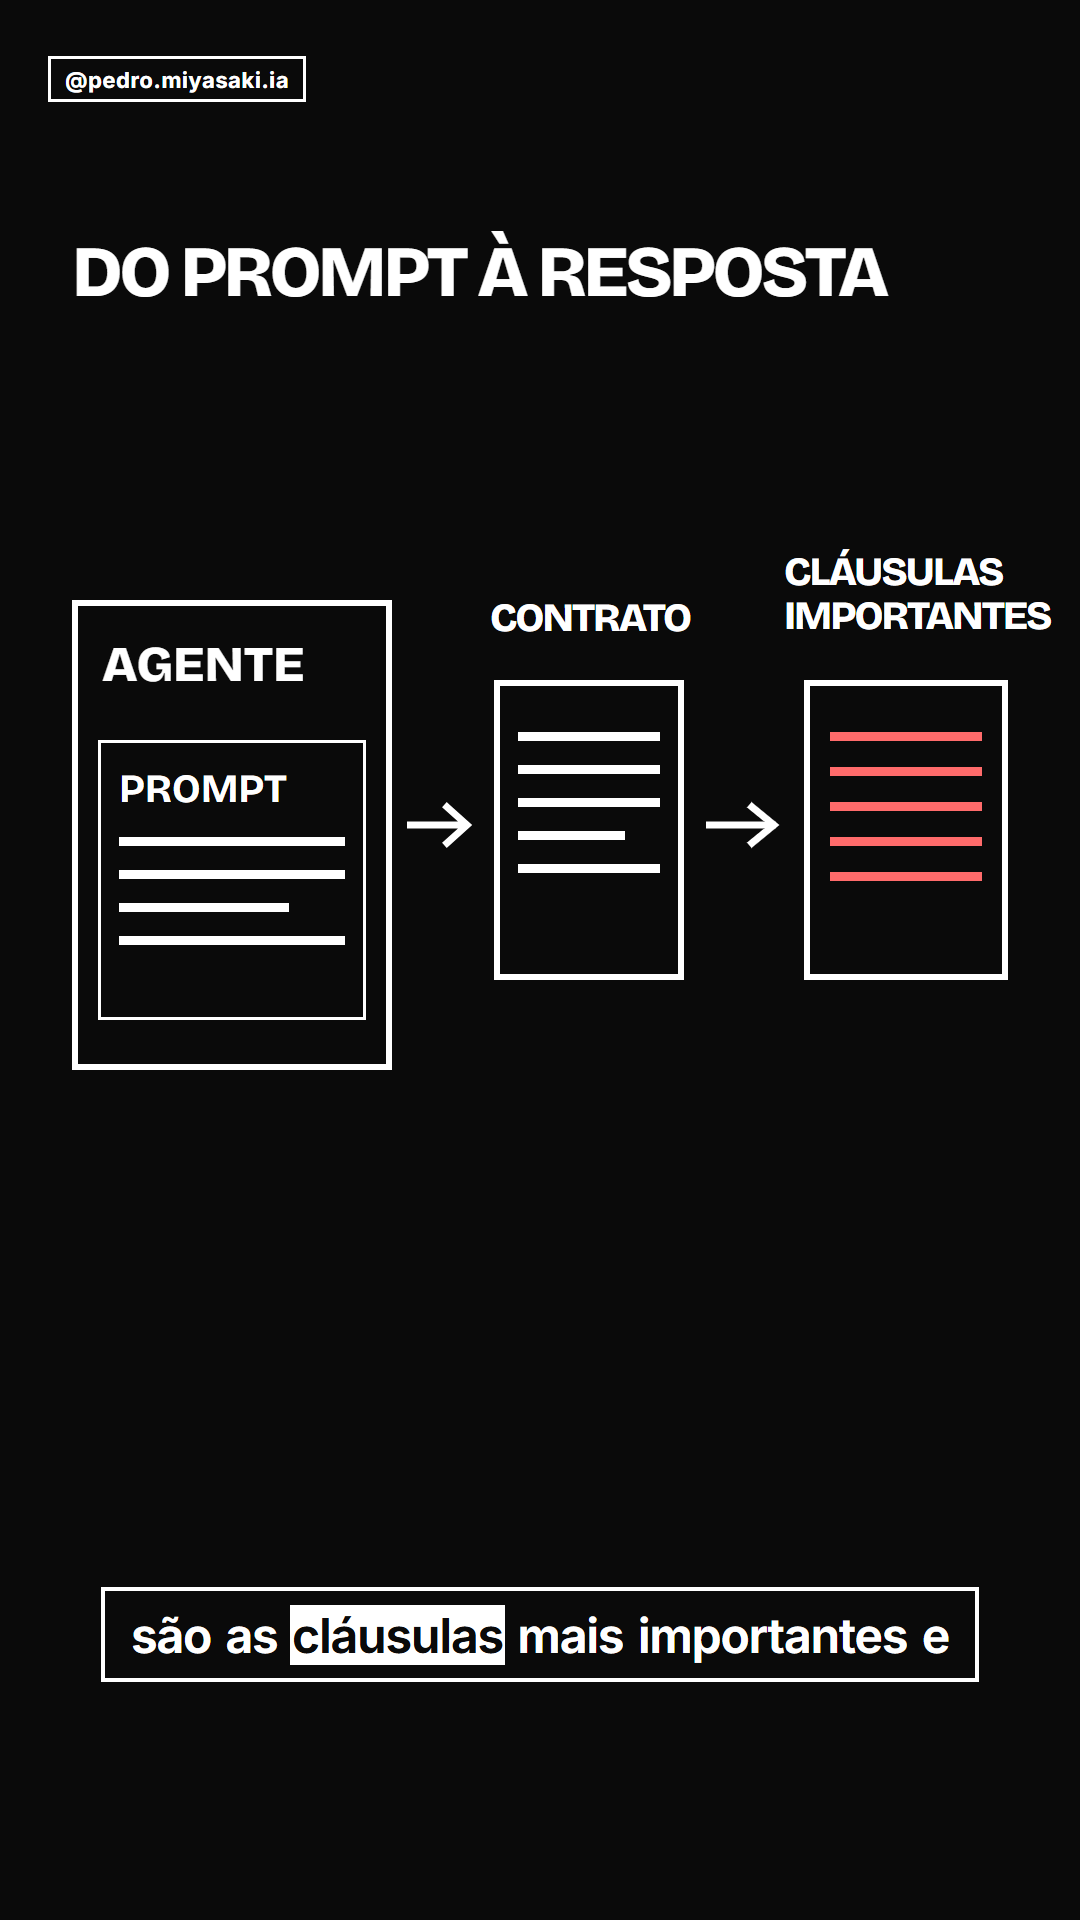 @pedro.miyasaki.ia
DO PROMPT À RESPOSTA
CLÁUSULAS
IMPORTANTES
CONTRATO
AGENTE
PROMPT
são as cláusulas mais importantes e